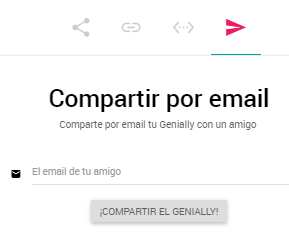 Compartir por email
Comparte por email tu Genially con un amigo
El email de tu amigo
¡COMPARTIR EL GENIALLY!